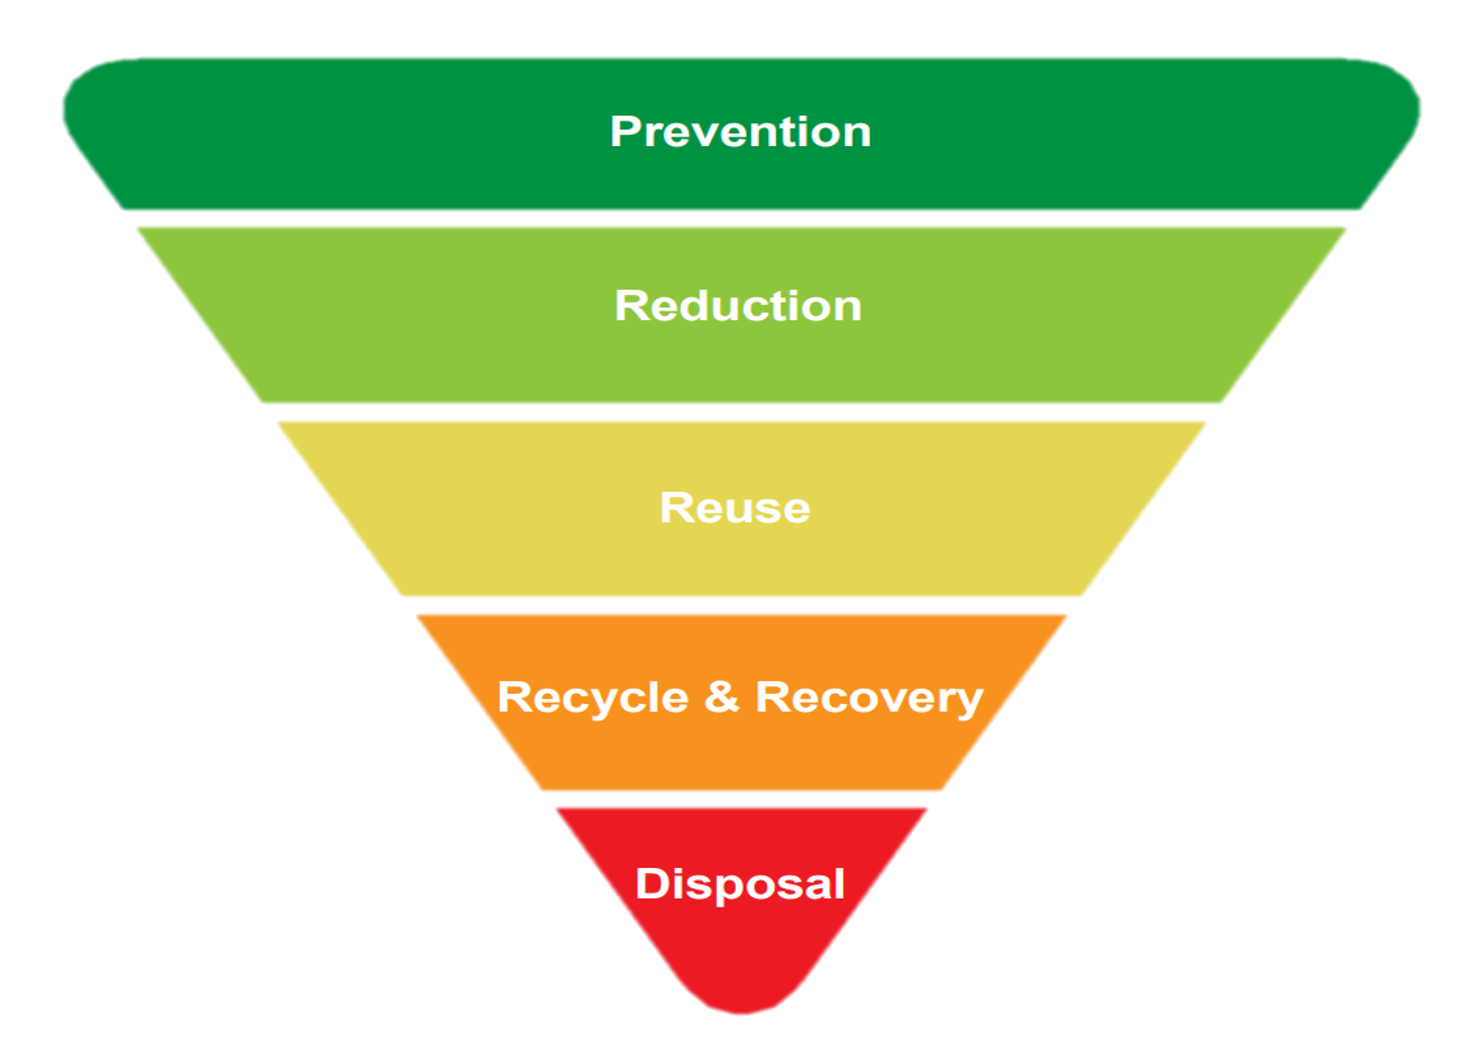 Prevention
Reduction
Reuse
Recycle & Recovery
Disposal